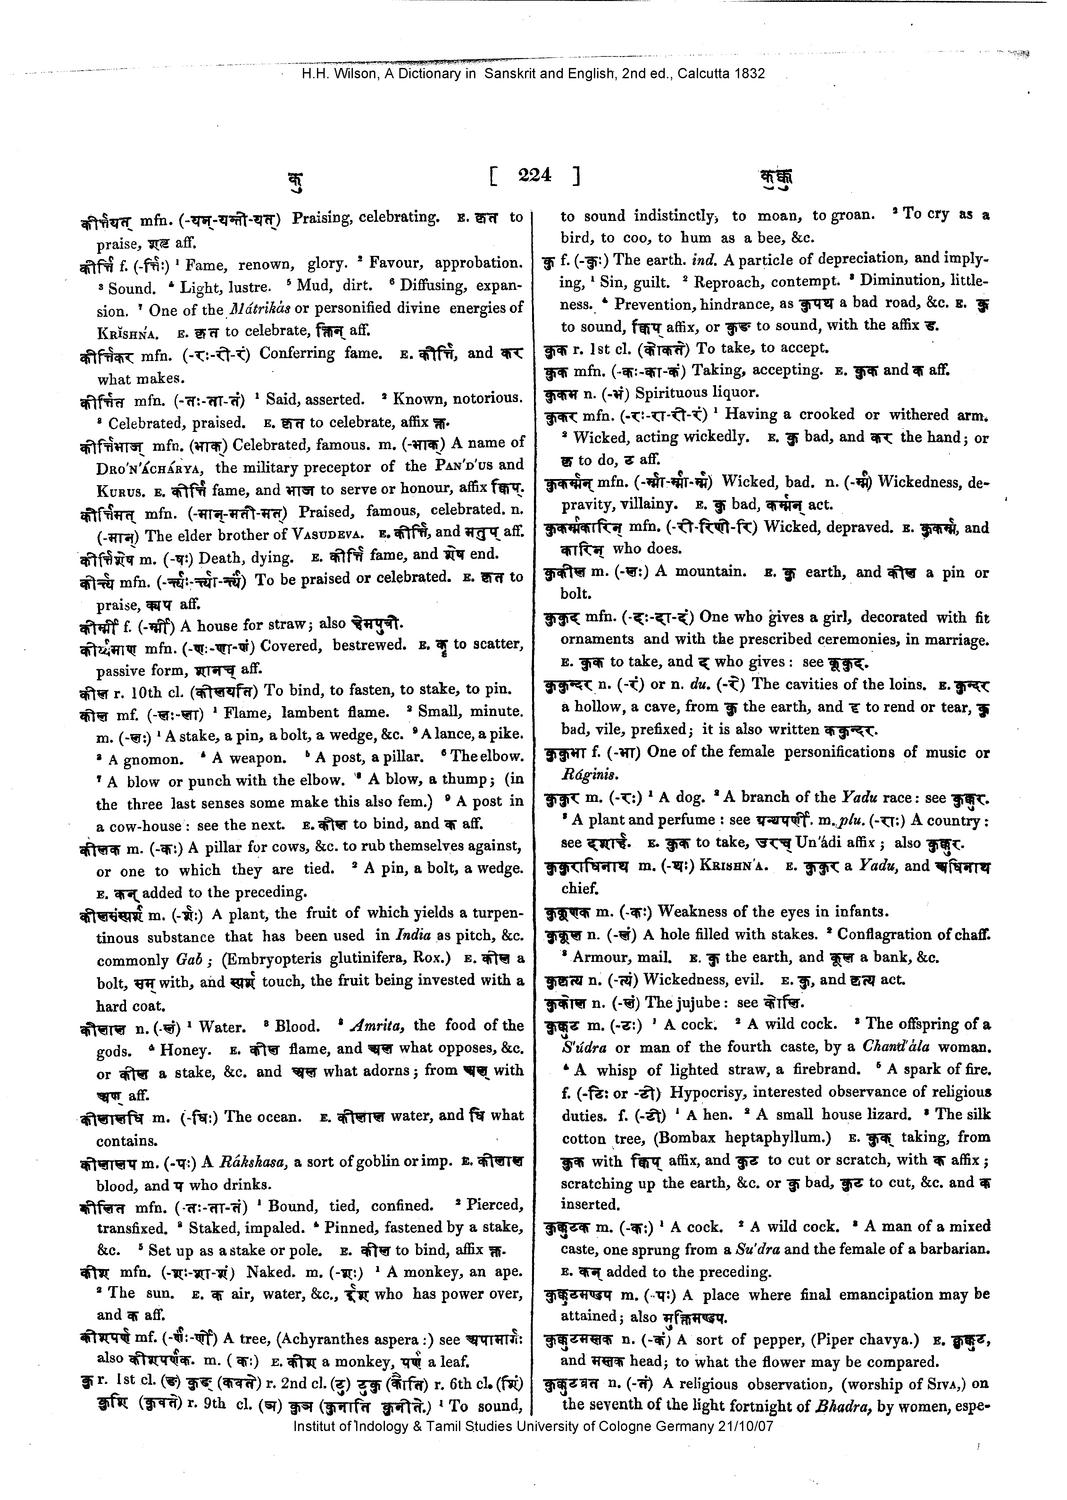 H.H. Wilson, A Dictionary in Sanskrit and English, 2nd ed., Calcutta 1832
कु [ 224 ] कुक्कु
कीर्त्तयत् mfn. (-यन्-यन्ती-यत्) Praising, celebrating. E. कृत to
praise, शतृ aff.
कीर्त्ति f. (-र्त्तिः) ¹ Fame, renown, glory. ² Favour, approbation.
³ Sound. ⁴ Light, lustre. ⁵ Mud, dirt. ⁶ Diffusing, expan-
sion. ⁷ One of the Mátrikás or personified divine energies of
KRĬSHŃA. E. कृत to celebrate, क्तिन् aff.
कीर्त्तिकर mfn. (-रः-री-रं) Conferring fame. E. कीर्त्ति, and कर
what makes.
कीर्त्तित mfn. (-तः-ता-तं) ¹ Said, asserted. ² Known, notorious.
³ Celebrated, praised. E. कृत to celebrate, affix क्त.
कीर्त्तिभाज् mfn. (भाक्) Celebrated, famous. m. (-भाक्) A name of
DRO'Ń'ÁCHÁRYA, the military preceptor of the PAŃ'D'US and
KURUS. E. कीर्त्ति fame, and भाज to serve or honour, affix क्विप्.
कीर्त्तिमत् mfn. (-मान्-मती-मत्) Praised, famous, celebrated. n.
(-मान्) The elder brother of VASUDEVA. E. कीर्त्ति, and मतुप् aff.
कीर्त्तिशेष m. (-षः) Death, dying. E. कीर्त्ति fame, and शेष end.
कीर्त्त्य mfn. (-र्त्त्यः-र्त्त्या-र्त्त्यं) To be praised or celebrated. E. कृत to
praise, क्यप aff.
f. A house for straw; also
कीर्य्यमाण mfn. (-णः-णा-णं) Covered, bestrewed. E. कॄ to scatter,
passive form, शानच् aff.
कील r. 10th cl. (कीलयति) To bind, to fasten, to stake, to pin.
कील mf. (-लः-ला) ¹ Flame, lambent flame. ² Small, minute.
m. (-लः) ¹ A stake, a pin, a bolt, a wedge, &c. ² A lance, a pike.
³ A gnomon. ⁴ A weapon. ⁵ A post, a pillar. ⁶ The elbow.
⁷ A blow or punch with the elbow. ⁸ A blow, a thump; (in
the three last senses some make this also fem.) ⁹ A post in
a cow-house: see the next. E. कील to bind, and क aff.
कीलक m. (-कः) A pillar for cows, &c. to rub themselves against,
or one to which they are tied. ² A pin, a bolt, a wedge.
E. कन् added to the preceding.
कीलसंस्पर्श m. (-र्शः) A plant, the fruit of which yields a turpen-
tinous substance that has been used in India as pitch, &c.
commonly Gab; (Embryopteris glutinifera, Rox.) E. कील a
bolt, सम् with, and स्पर्श touch, the fruit being invested with a
hard coat.
कीलाल n. (-लं) ¹ Water. ² Blood. ³ Amrita, the food of the
gods. ⁴ Honey. E. कील flame, and अल what opposes, &c.
or कील a stake, &c. and अल what adorns; from अल् with
अण् aff.
कीलालधि m. (-धिः) The ocean. E. कीलाल water, and धि what
contains.
कीलालप m. (-पः) A Rákshasa, a sort of goblin or imp. E. कीलाल
blood, and प who drinks.
कीलित mfn. (-तः-ता-तं) ¹ Bound, tied, confined. ² Pierced,
transfixed. ³ Staked, impaled. ⁴ Pinned, fastened by a stake,
&c. ⁵ Set up as a stake or pole. E. कील to bind, affix क्त.
कीश mfn. (-शः-शा-शं) Naked. m. (-शः) ¹ A monkey, an ape.
² The sun. E. क air, water, &c., ईश who has power over,
and क aff.
कीशपर्ण mf. (-र्णः-र्णी) A tree, (Achyranthes aspera:) see अपामार्गः
also कीशपर्णक. m. (कः) E. कीश a monkey, पर्ण a leaf.
कु r. 1st cl. (ङ) कुङ (कवते) r. 2nd cl. (टु) टुकु (कौति) r. 6th cl. (शि)
कुशि (कुवते) r. 9th cl. (ञ) कुञ (कुनाति कुनीते.) ¹ To sound,
to sound indistinctly, to moan, to groan. ² To cry as a
bird, to coo, to hum as a bee, &c.
कु f. (-कुः) The earth. ind. A particle of depreciation, and imply-
ing, ¹ Sin, guilt. ² Reproach, contempt. ³ Diminution, little-
ness. ⁴ Prevention, hindrance, as कुपथ a bad road, &c. E. कु
to sound, क्विप् affix, or कुङ to sound, with the affix ड.
कुक r. 1st cl. (कोकते) To take, to accept.
कुक mfn. (-कः-का-कं) Taking, accepting. E. कुक and क aff.
कुकभ n. (-भं) Spirituous liquor.
कुकर mfn. (-रः-रा-री-रं) ¹ Having a crooked or withered arm.
² Wicked, acting wickedly. E. कु bad, and कर the hand; or
कृ to do, ट aff.
कुकर्म्मन् mfn. (-र्म्मा-र्म्मा-र्म्म) Wicked, bad. n. (-र्म्म) Wickedness, de-
pravity, villainy. E. कु bad, कर्म्मन् act.
कुकर्म्मकारिन् mfn. (-री-रिणी-रि) Wicked, depraved. E. कुकर्म्म, and
कारिन् who does.
कुकील m. (-लः) A mountain. E. कु earth, and कील a pin or
bolt.
कुकुद mfn. (-दः-दा-दं) One who gives a girl, decorated with fit
ornaments and with the prescribed ceremonies, in marriage.
E. कुक to take, and द who gives: see कूकुद.
कुकुन्दर n. (-रं) or n. du. (-रे) The cavities of the loins. E. कुन्दर
a hollow, a cave, from कु the earth, and दृ to rend or tear, कु
bad, vile, prefixed; it is also written ककुन्दर.
कुकुभा f. (-भा) One of the female personifications of music or
Ráginis.
कुकुर m. (-रः) ¹ A dog. ² A branch of the Yadu race: see कुक्कुर.
³ A plant and perfume: see ग्रन्थपर्णी. m. plu. (-राः) A country:
see दशार्ह. E. कुक to take, उरच् Un'ádi affix; also कुक्कुर.
कुकुराधिनाथ m. (-थः) KRISHŃ'A. E. कुकुर a Yadu, and अधिनाथ
chief.
कुकूणक m. (-कः) Weakness of the eyes in infants.
कुकूल n. (-लं) A hole filled with stakes. ² Conflagration of chaff.
³ Armour, mail. E. कु the earth, and कूल a bank, &c.
कुकृत्य n. (-त्यं) Wickedness, evil. E. कु, and कृत्य act.
कुकोल n. (-लं) The jujube: see कोलि.
कुक्कुट m. (-टः) ¹ A cock. ² A wild cock. ³ The offspring of a
S'údra or man of the fourth caste, by a Chanďála woman.
⁴ A whisp of lighted straw, a firebrand. ⁵ A spark of fire.
f. (-टिः or -टी) Hypocrisy, interested observance of religious
duties. f. (-टी) ¹ A hen. ² A small house lizard. ³ The silk
cotton tree, (Bombax heptaphyllum.) E. कुक् taking, from
कुक with क्विप् affix, and कुट to cut or scratch, with क affix;
scratching up the earth, &c. or कु bad, कुट to cut, &c. and क
inserted.
कुक्कुटक m. (-कः) ¹ A cock. ² A wild cock. ³ A man of a mixed
caste, one sprung from a Su'dra and the female of a barbarian.
E. कन् added to the preceding.
कुक्कुटमण्डप m. (-पः) A place where final emancipation may be
attained; also मुक्तिमण्डप.
कुक्कुटमस्तक n. (-कं) A sort of pepper, (Piper chavya.) E. कुक्कुट,
and मस्तक head; to what the flower may be compared.
कुक्कुटव्रत n. (-तं) A religious observation, (worship of SIVA,) on
the seventh of the light fortnight of Bhadra, by women, espe-
Institut of Indology & Tamil Studies University of Cologne Germany 21/10/07